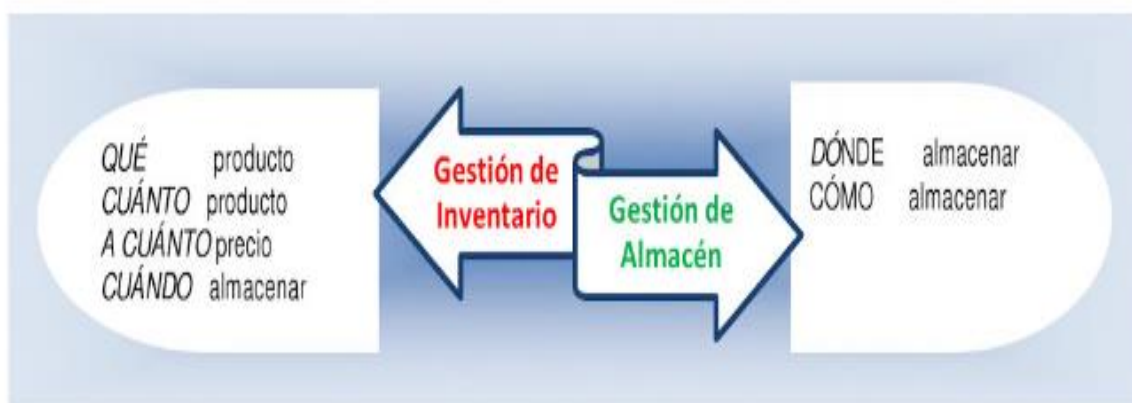 QUÉ producto
CUÁNTO producto
A CUÁNTO precio
CUÁNDO almacenar
Gestión de
Inventario
Gestión de
Almacén
DÓNDE almacenar
CÓMO almacenar